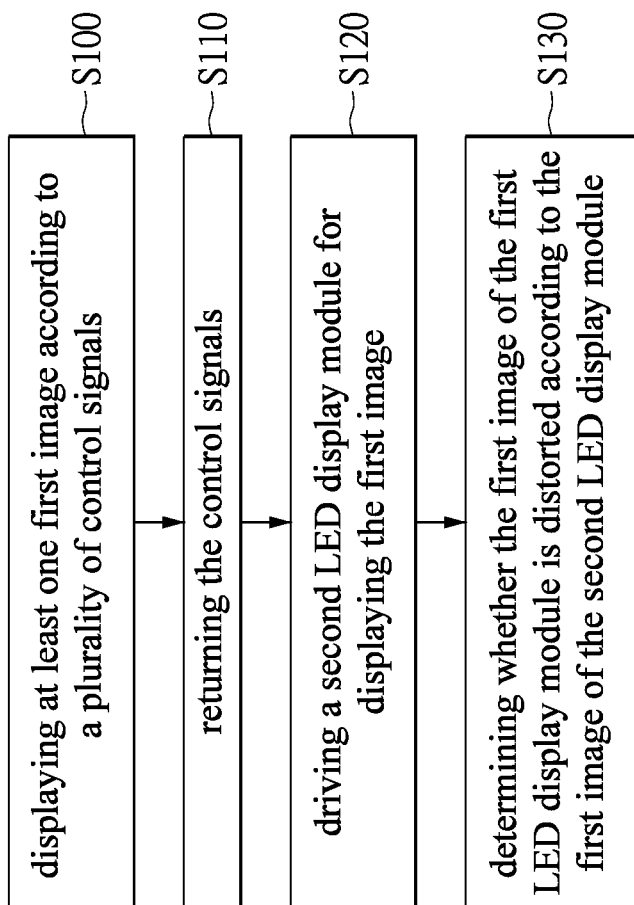 displaying at least one first image according to
a plurality of control signals
S100
returning the control signals
S110
driving a second LED display module for
displaying the first image
S120
determining whether the first image of the first
LED display module is distorted according to the
first image of the second LED display module
S130